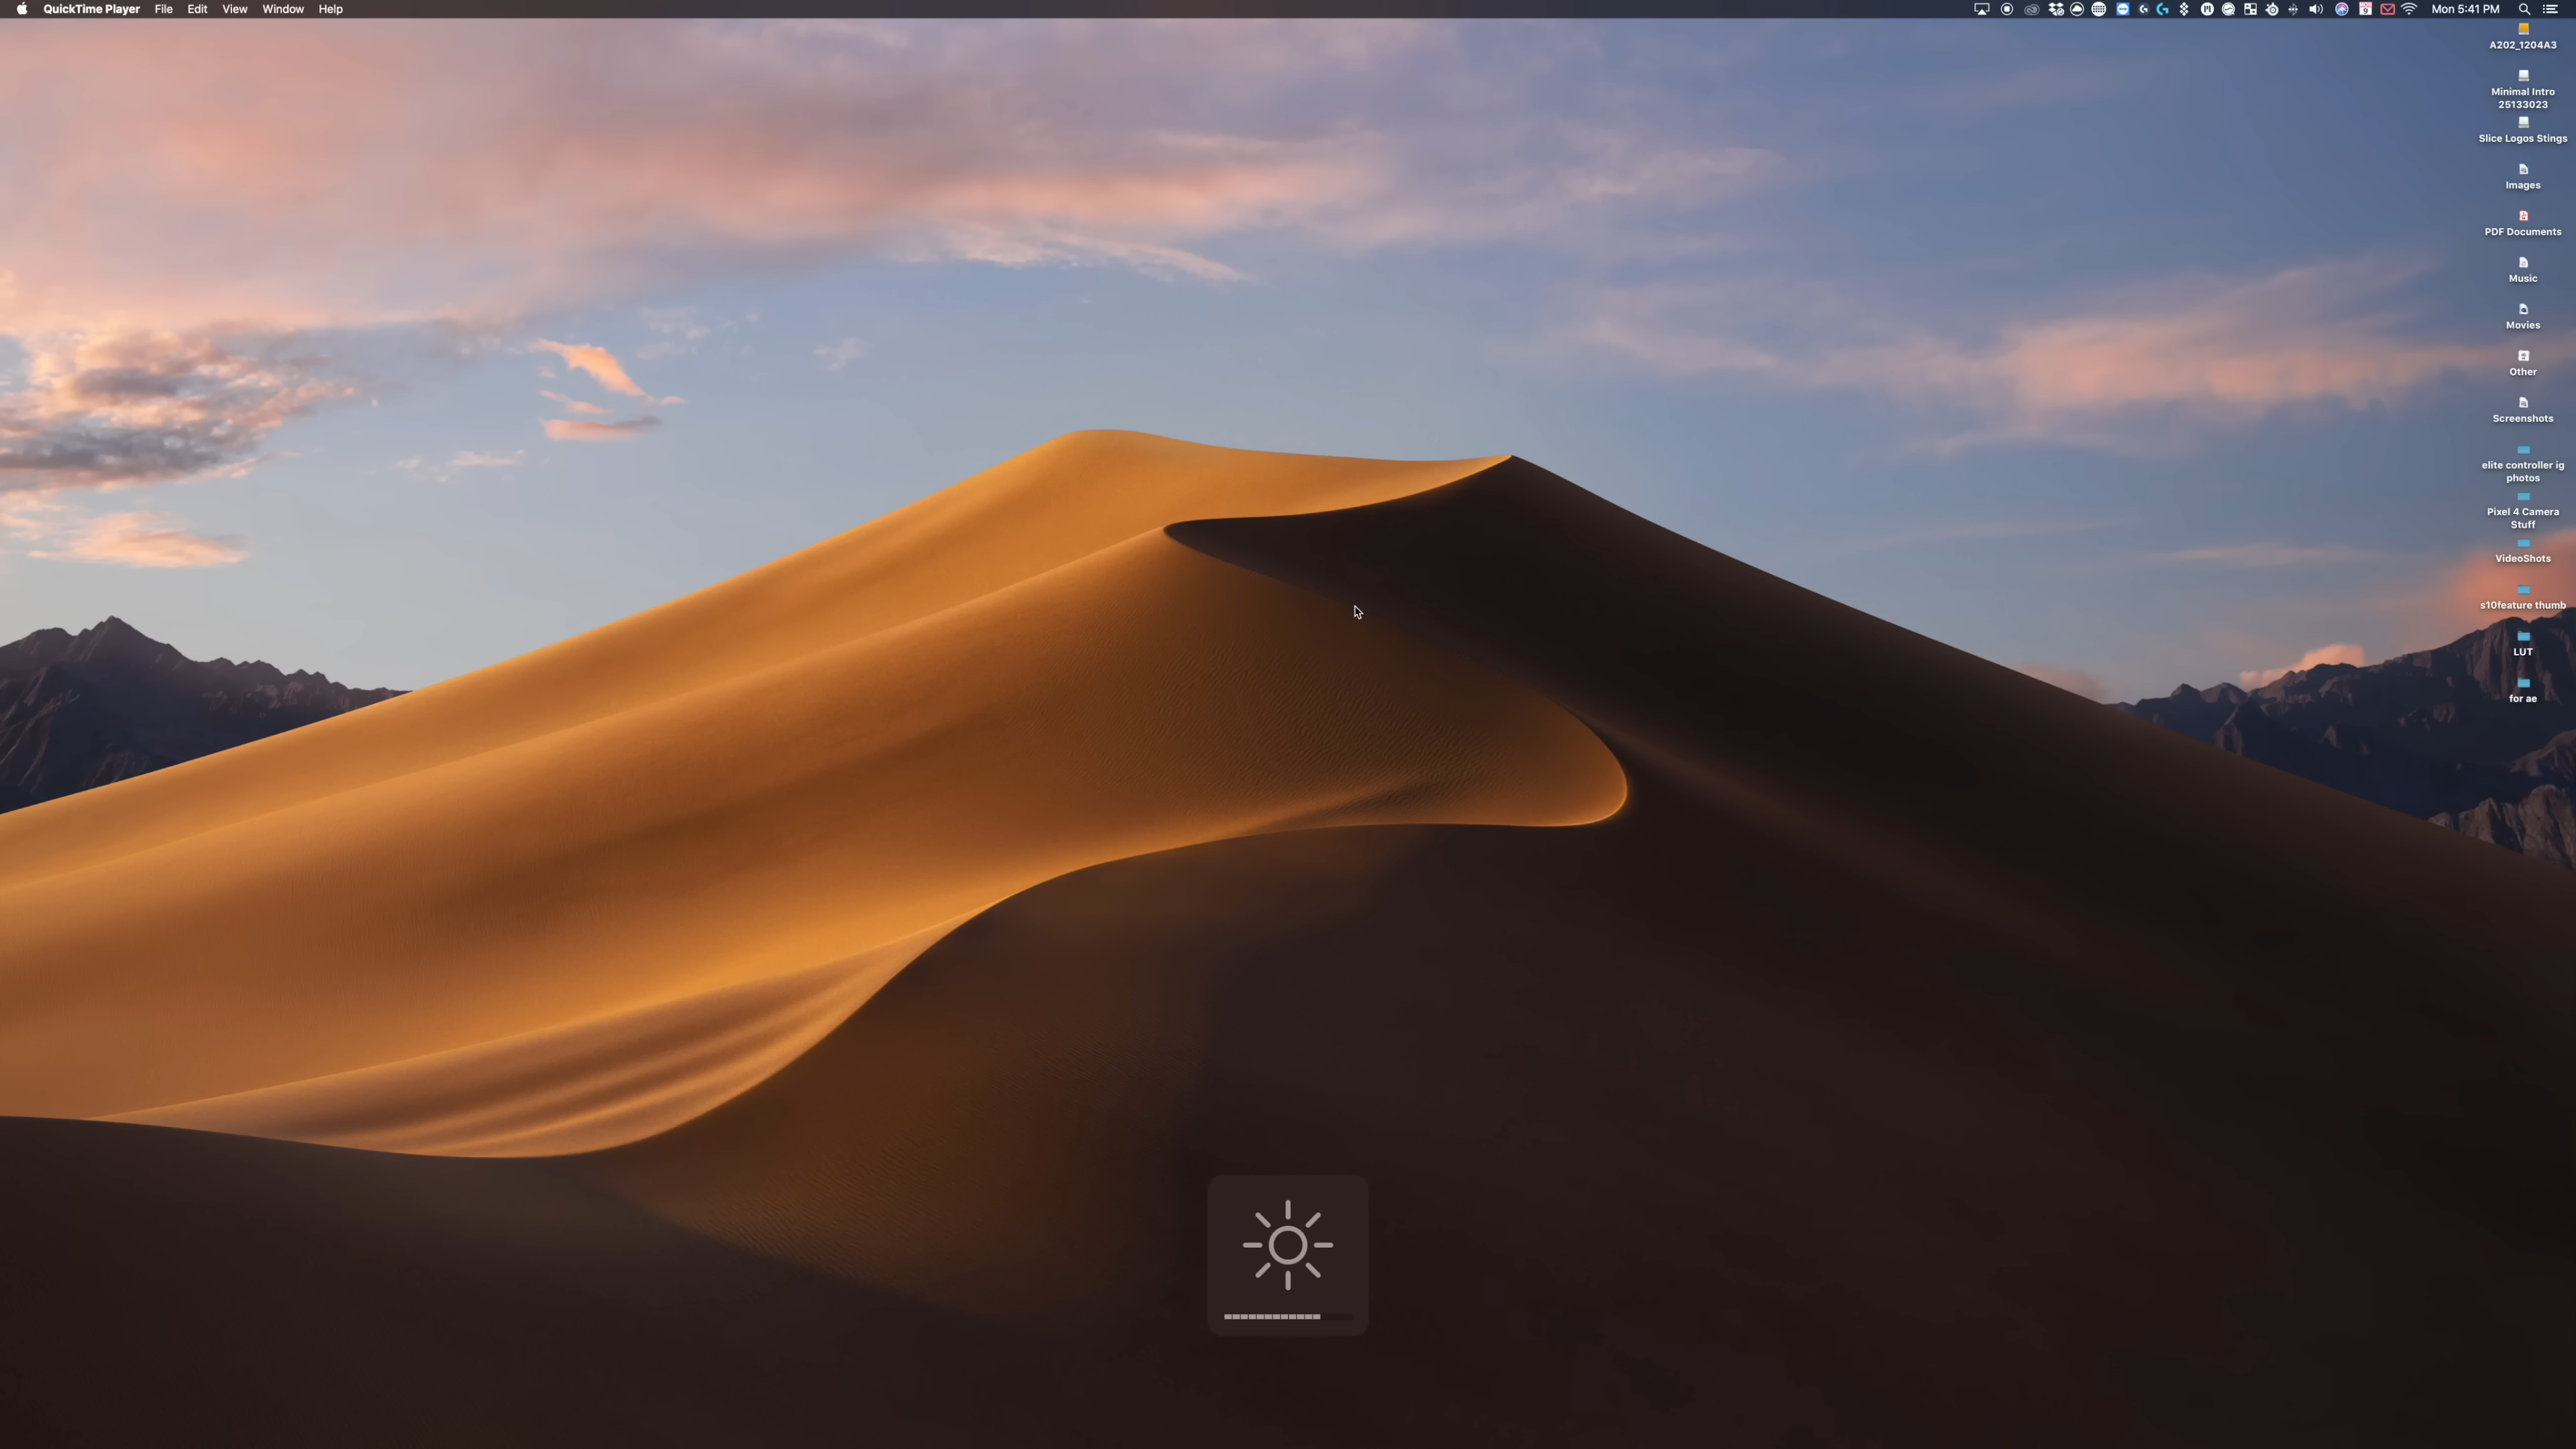 QuickTime Player File Edit View Window Help Mon 5:41 PM
A202_1204A3
Minimal Intro
25133023
Slice Logos Stings
Images
PDF Documents
Music
Movies
Other
Screenshots
elite controller ig
photos
Pixel 4 Camera
Stuff
VideoShots
s10feature thumb
LUT
for ae